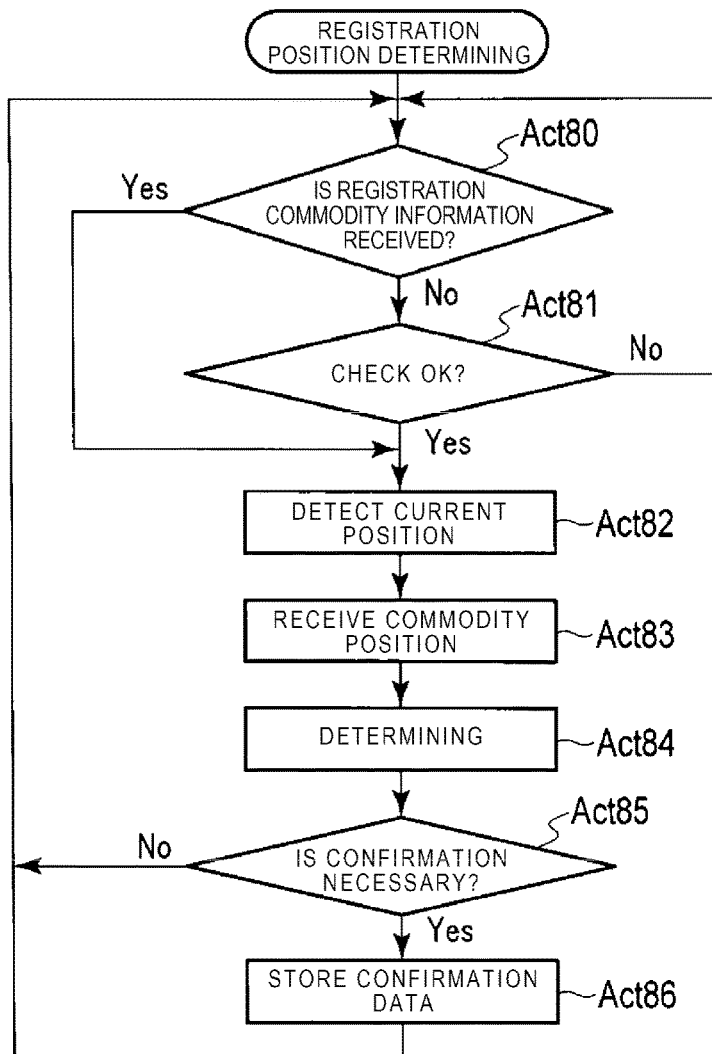 REGISTRATION
POSITION DETERMINING
Act80
Yes
IS REGISTRATION
COMMODITY INFORMATION
RECEIVED?
No
Act81
No
CHECK OK?
Yes
DETECT CURRENT
POSITION
Act82
RECEIVE COMMODITY
POSITION
Act83
DETERMINING
Act84
Act85
No
IS CONFIRMATION
NECESSARY?
Yes
STORE CONFIRMATION
DATA
Act86